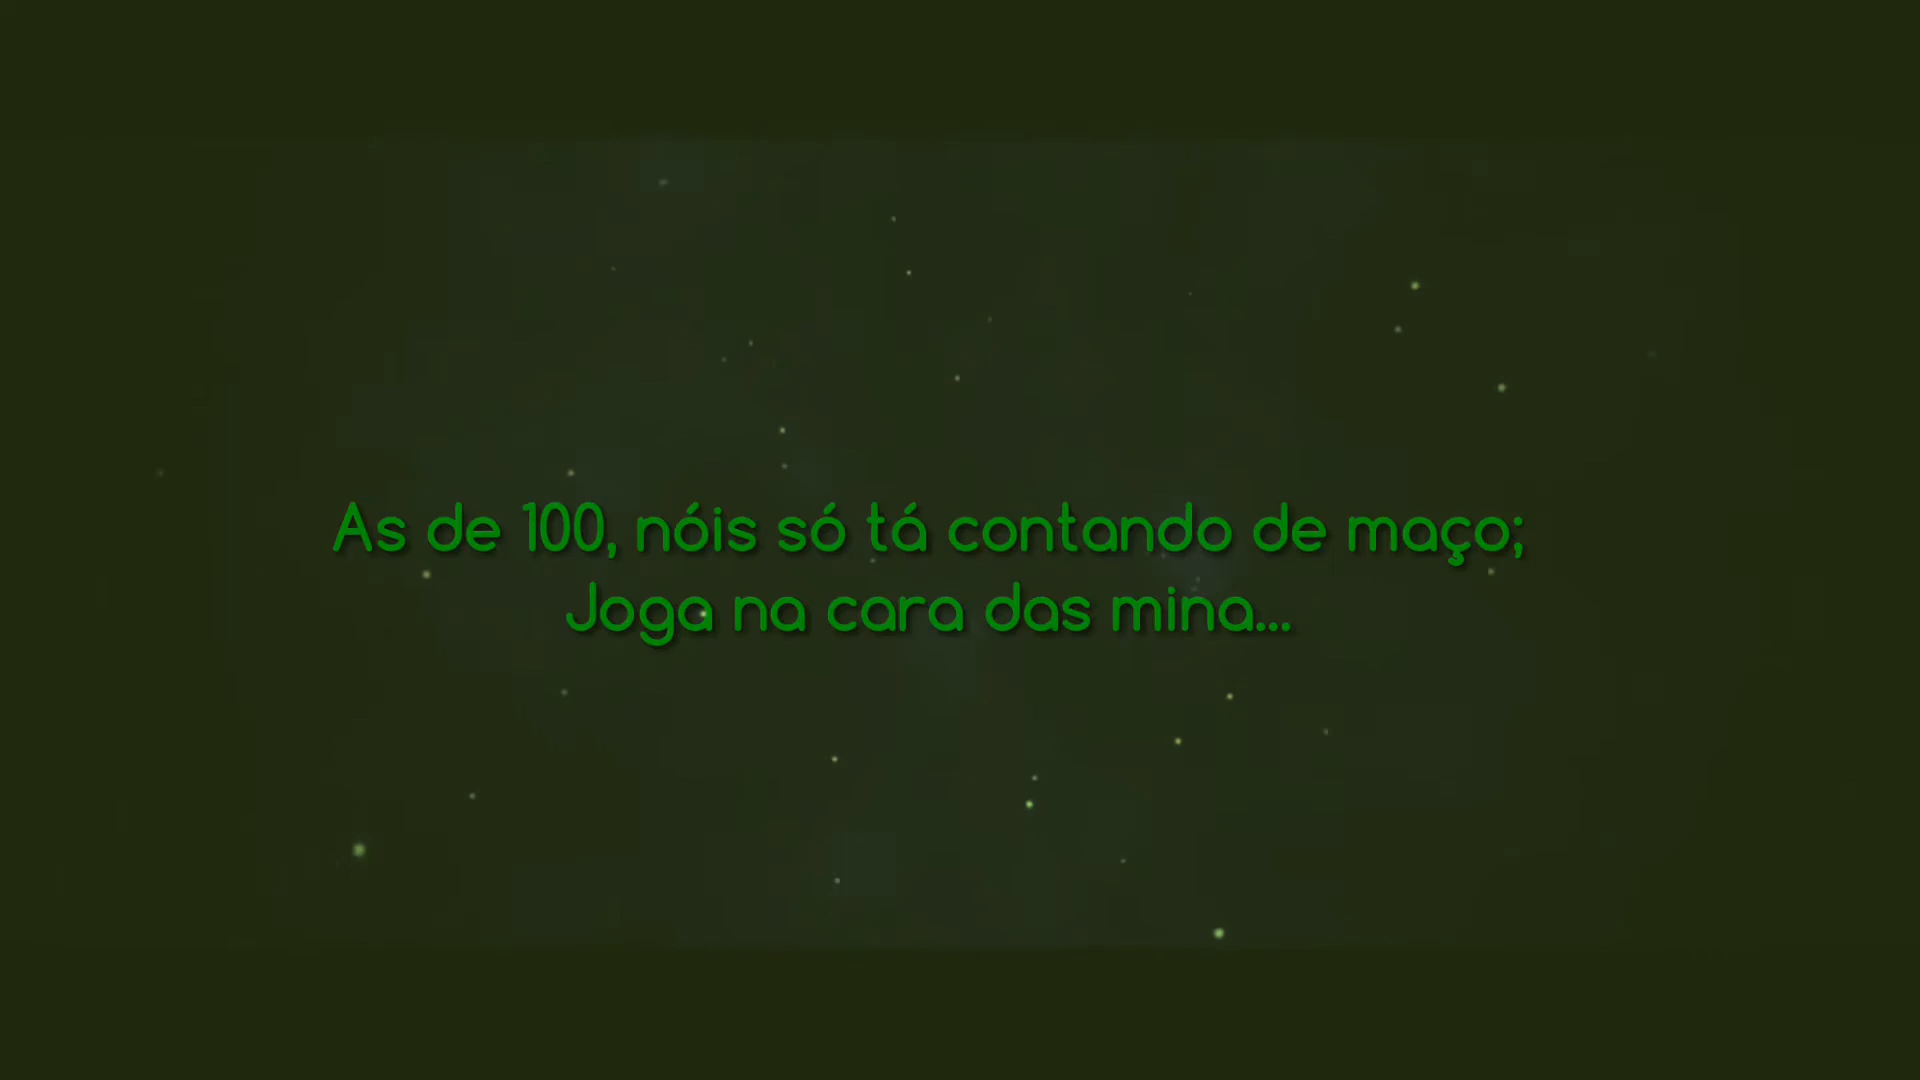 As de 100, nóis só tá contando de maço;
Joga na cara das mina...